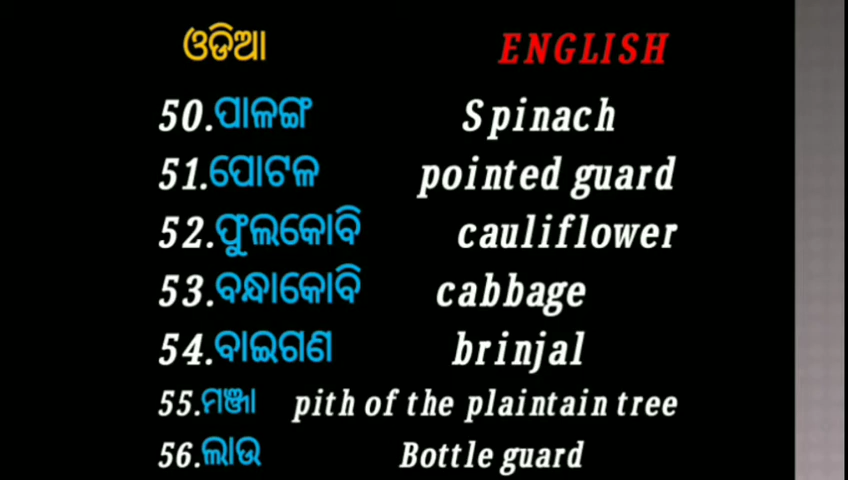 ଓଡିଆ ENGLISH
50.ପାଳଙ୍ଗ Spinach
51.ପୋଟଳ pointed guard
52.ଫୁଲକୋବି cauliflower
53.ବନ୍ଧାକୋବି cabbage
54.ବାଇଗଣ brinjal
55.ମଞ୍ଜା pith of the plaintain tree
56.ଲାଉ Bottle guard